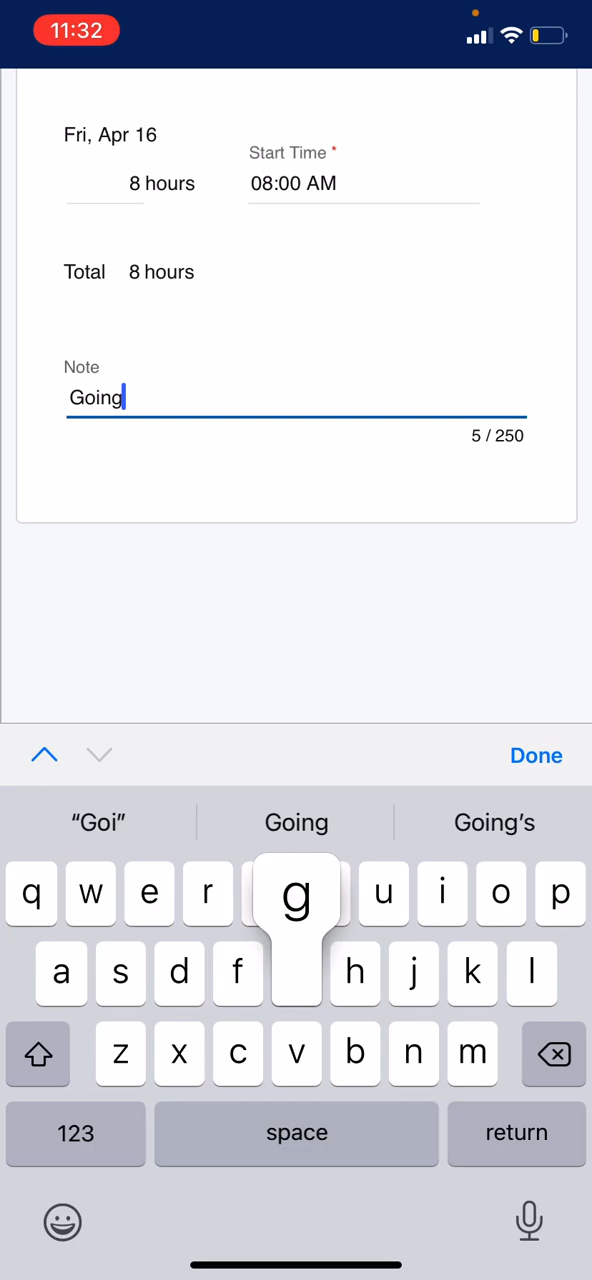 11:32
Fri, Apr 16
Start Time *
8 hours
08:00 AM
Total 8 hours
Note
Going
5 / 250
Done
“Goi” Going Going’s
q w e r g u i o p
a s d f h j k l
z x c v b n m
123 space return